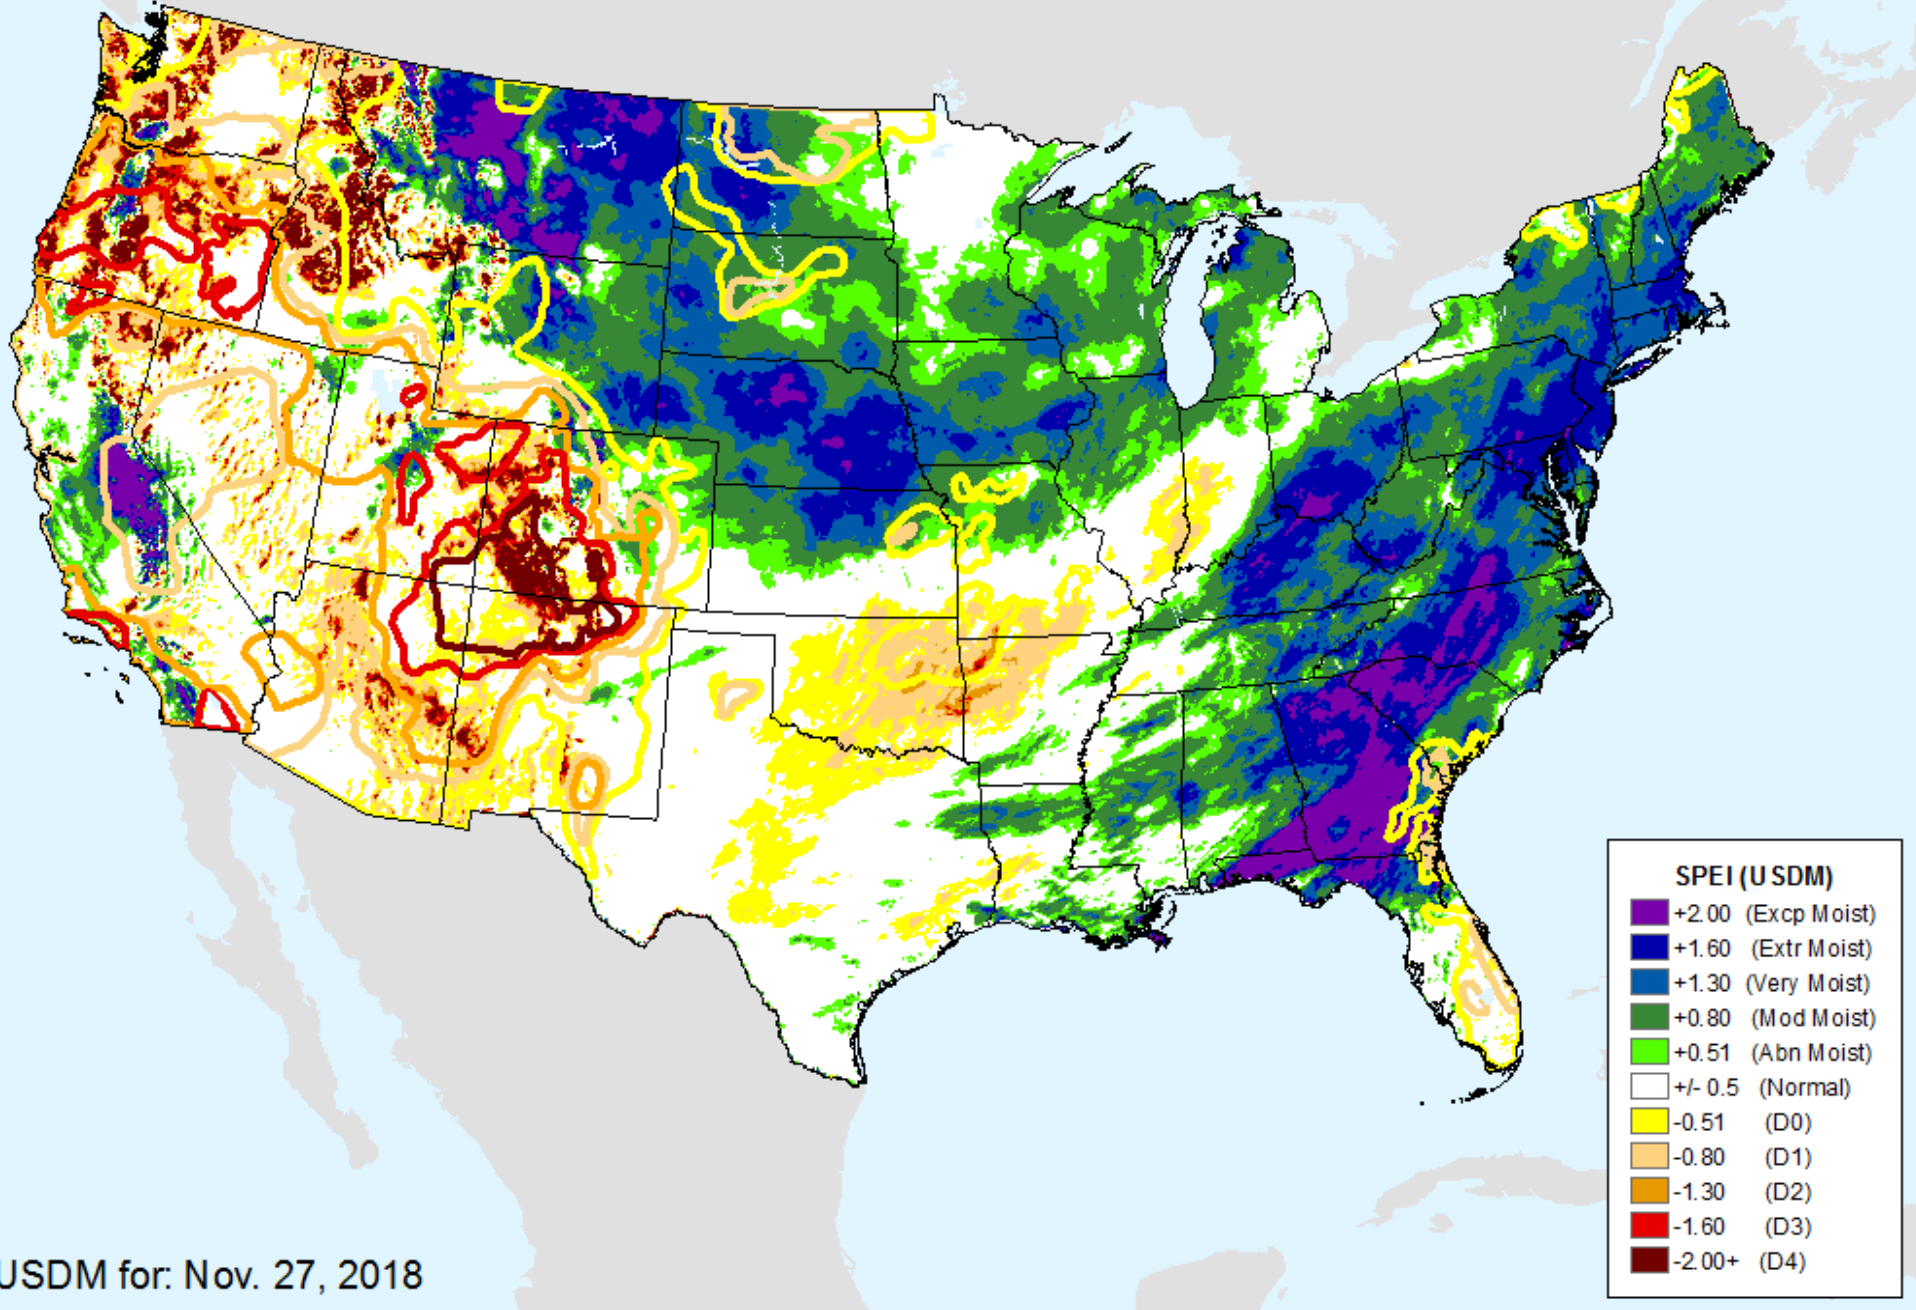 SPEI (USDM)
+2.00 (Excp Moist)
+1.60 (Extr Moist)
+1.30 (Very Moist)
+0.80 (Mod Moist)
+0.51 (Abn Moist)
+/- 0.5 (Normal)
-0.51 (D0)
-0.80 (D1)
-1.30 (D2)
-1.60 (D3)
-2.00+ (D4)
USDM for: Nov. 27, 2018